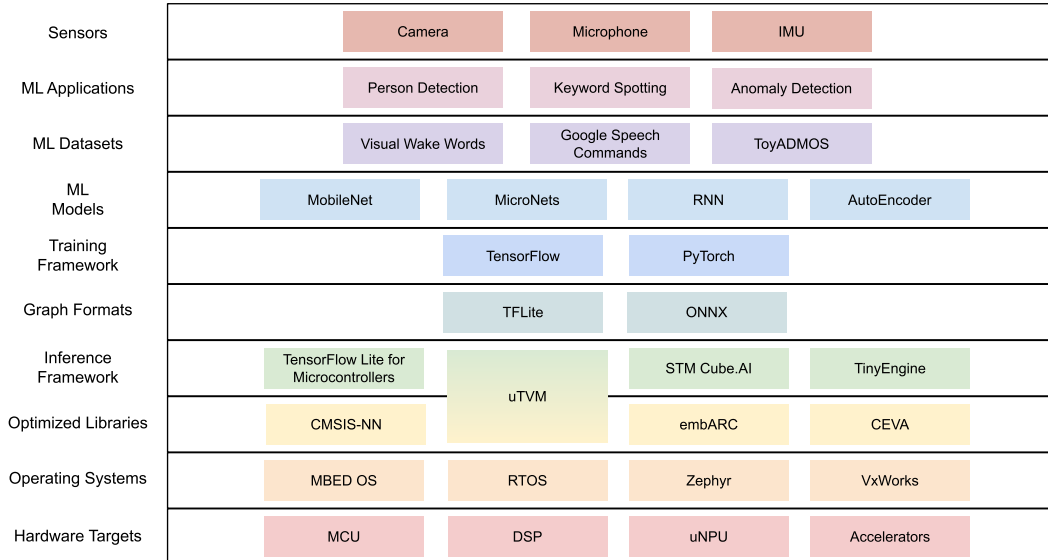 Sensors
Camera
Microphone
IMU
ML Applications
Person Detection
Keyword Spotting
Anomaly Detection
ML Datasets
Visual Wake Words
Google Speech
Commands
ToyADMOS
ML
Models
MobileNet
MicroNets
RNN
AutoEncoder
Training
Framework
TensorFlow
PyTorch
Graph Formats
TFLite
ONNX
Inference
Framework
TensorFlow Lite for
Microcontrollers
uTVM
STM Cube.AI
TinyEngine
Optimized Libraries
CMSIS-NN
embARC
CEVA
Operating Systems
MBED OS
RTOS
Zephyr
VxWorks
Hardware Targets
MCU
DSP
uNPU
Accelerators